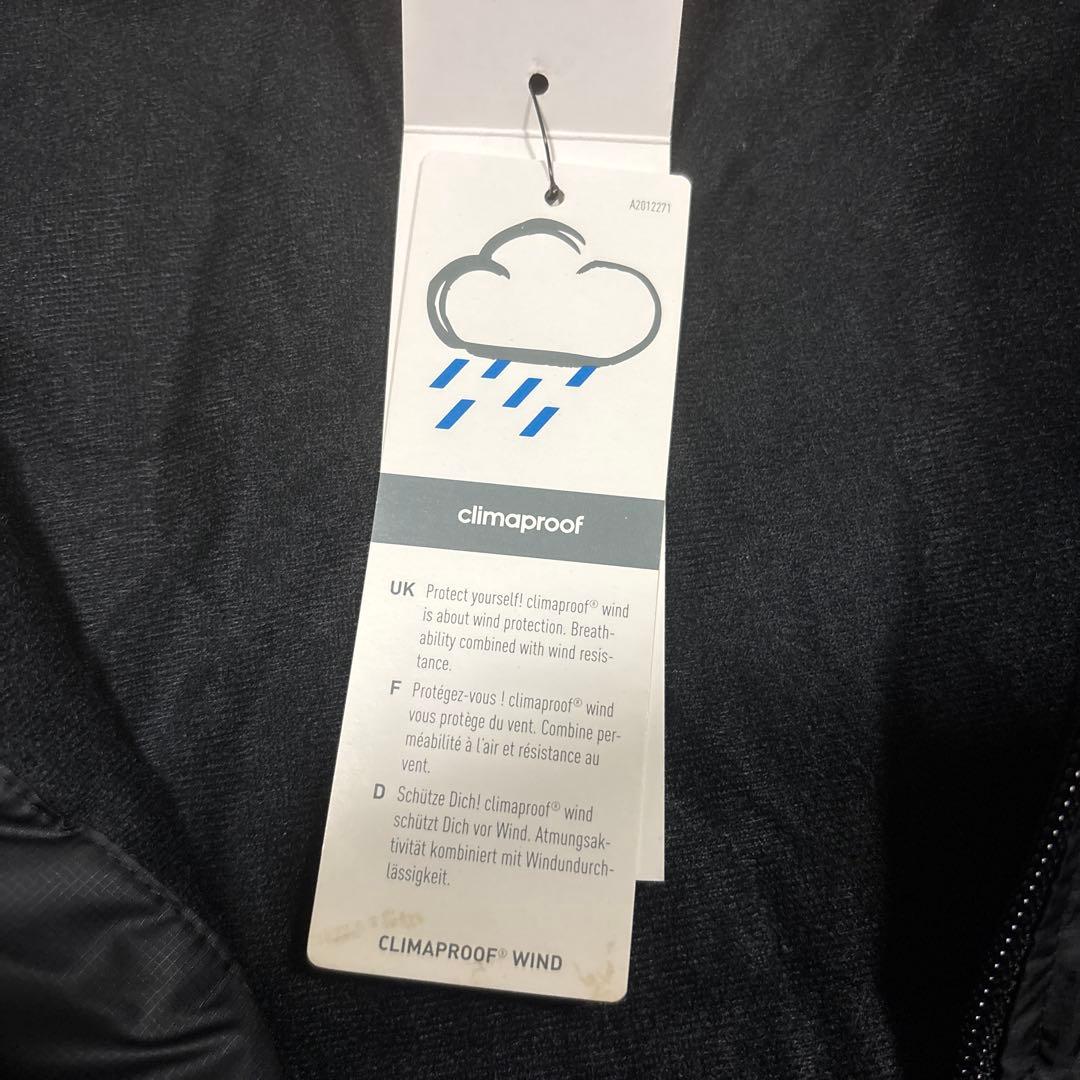 A2012271
climaproof
UK Protect yourself! climaproof® wind
is about wind protection. Breath-
ability combined with wind resis-
tance.
F Protégez-vous ! climaproof® wind
vous protège du vent. Combine per-
méabilité à l'air et résistance au
vent.
D Schütze Dich! climaproof® wind
schützt Dich vor Wind. Atmungsak-
tivität kombiniert mit Windundurch-
lässigkeit.
CLIMAPROOF® WIND